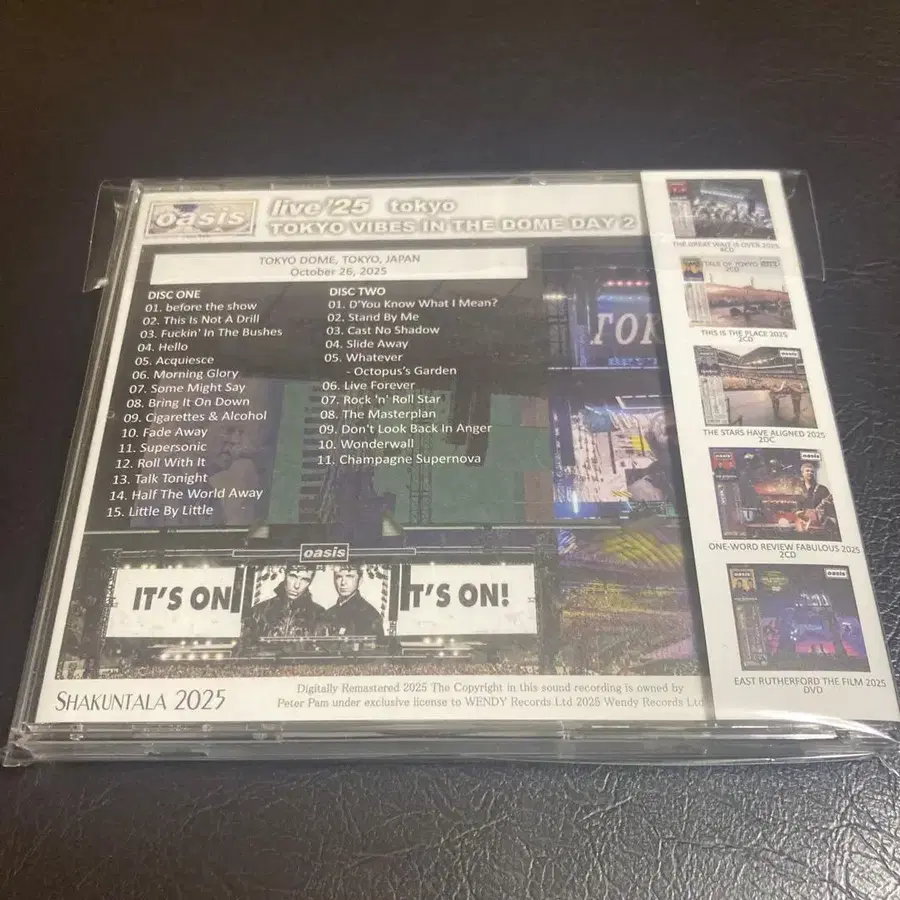 oasis live'25 tokyo
TOKYO VIBES IN THE DOME DAY 2
TOKYO DOME, TOKYO, JAPAN
October 26, 2025
DISC ONE
01. before the show
02. This Is Not A Drill
03. Fuckin' In The Bushes
04. Hello
05. Acquiesce
06. Morning Glory
07. Some Might Say
08. Bring It On Down
09. Cigarettes & Alcohol
10. Fade Away
11. Supersonic
12. Roll With It
13. Talk Tonight
14. Half The World Away
15. Little By Little
DISC TWO
01. D'You Know What I Mean?
02. Stand By Me
03. Cast No Shadow
04. Slide Away
05. Whatever
- Octopus's Garden
06. Live Forever
07. Rock 'n' Roll Star
08. The Masterplan
09. Don't Look Back In Anger
10. Wonderwall
11. Champagne Supernova
TOK
oasis
IT'S ON
IT'S ON!
SHAKUNTALA 2025
Digitally Remastered 2025 The Copyright in this sound recording is owned by
Peter Pam under exclusive license to WENDY Records Ltd 2025 Wendy Records Ltd
THE GREAT WAIT IS OVER 2025
4CD
TALE OF TOKYO
2CD
THIS IS THE PLACE 2025
2CD
oasis
THE STARS HAVE ALIGNED 2025
2DC
oasis
ONE-WORD REVIEW FABULOUS 2025
2CD
oasis
EAST RUTHERFORD THE FILM 2025
DVD